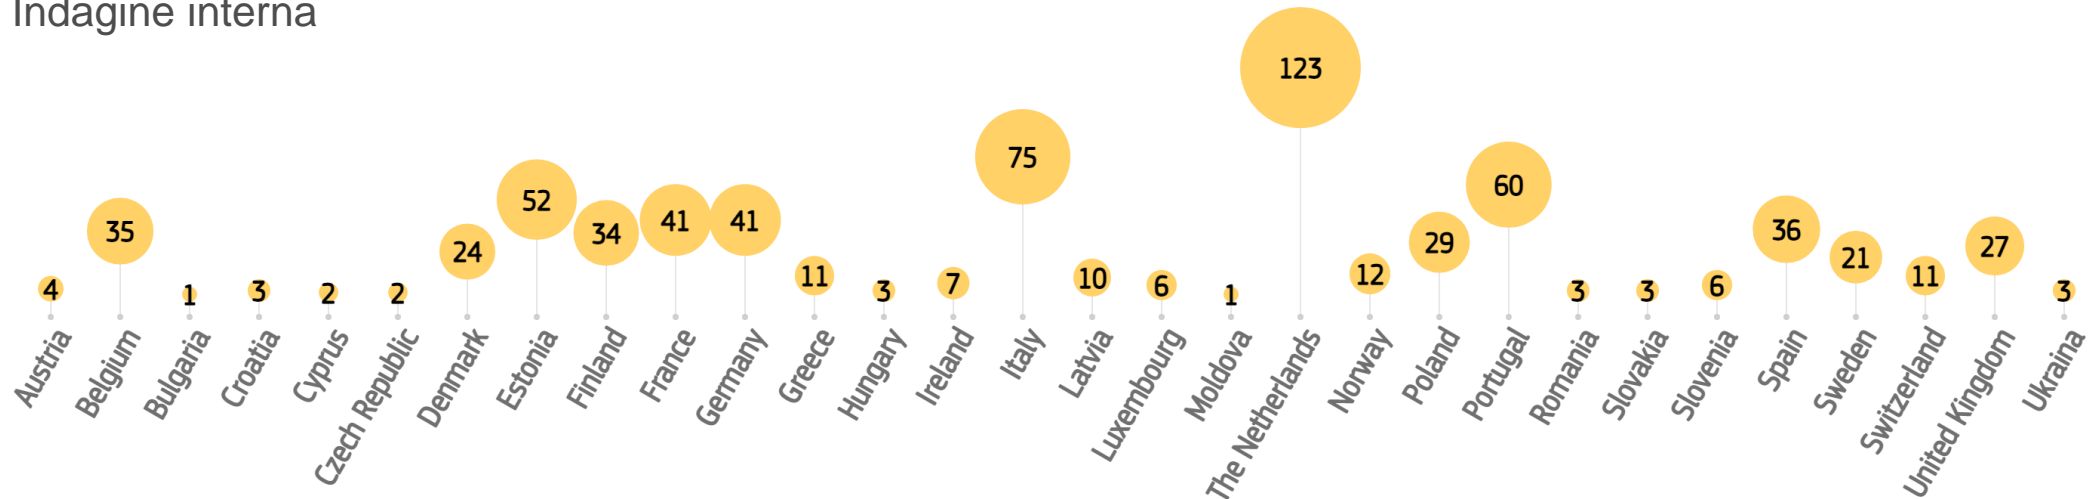 Indagine interna
123
75
60
52
41
41
36
35
34
29
27
24
21
12
11
11
10
7
6
6
4
3
3
3
3
3
2
2
1
1
Austria
Belgium
Bulgaria
Croatia
Cyprus
Czech Republic
Denmark
Estonia
Finland
France
Germany
Greece
Hungary
Ireland
Italy
Latvia
Luxembourg
Moldova
The Netherlands
Norway
Poland
Portugal
Romania
Slovakia
Slovenia
Spain
Sweden
Switzerland
United Kingdom
Ukraina